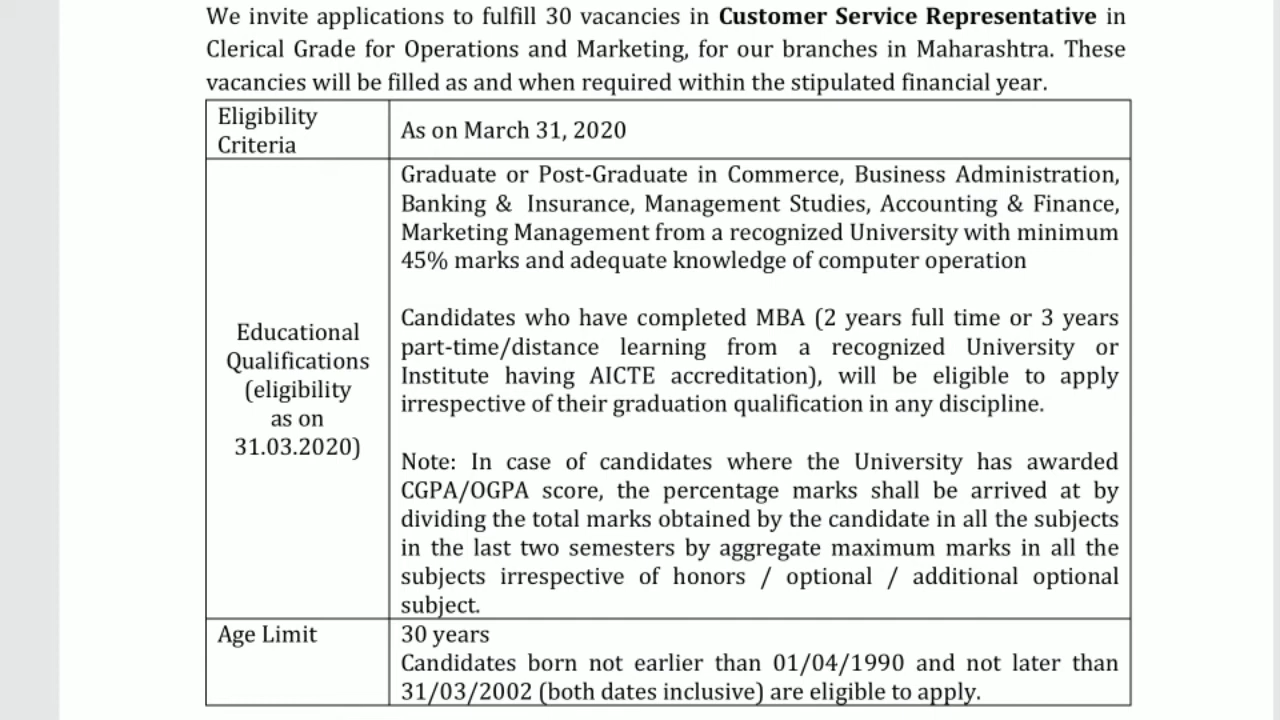 We invite applications to fulfill 30 vacancies in Customer Service Representative in
Clerical Grade for Operations and Marketing, for our branches in Maharashtra. These
vacancies will be filled as and when required within the stipulated financial year.
Eligibility
Criteria
As on March 31, 2020
Educational
Qualifications
(eligibility
as on
31.03.2020)
Graduate or Post-Graduate in Commerce, Business Administration,
Banking & Insurance, Management Studies, Accounting & Finance,
Marketing Management from a recognized University with minimum
45% marks and adequate knowledge of computer operation
Candidates who have completed MBA (2 years full time or 3 years
part-time/distance learning from a recognized University or
Institute having AICTE accreditation), will be eligible to apply
irrespective of their graduation qualification in any discipline.
Note: In case of candidates where the University has awarded
CGPA/OGPA score, the percentage marks shall be arrived at by
dividing the total marks obtained by the candidate in all the subjects
in the last two semesters by aggregate maximum marks in all the
subjects irrespective of honors / optional / additional optional
subject.
Age Limit
30 years
Candidates born not earlier than 01/04/1990 and not later than
31/03/2002 (both dates inclusive) are eligible to apply.